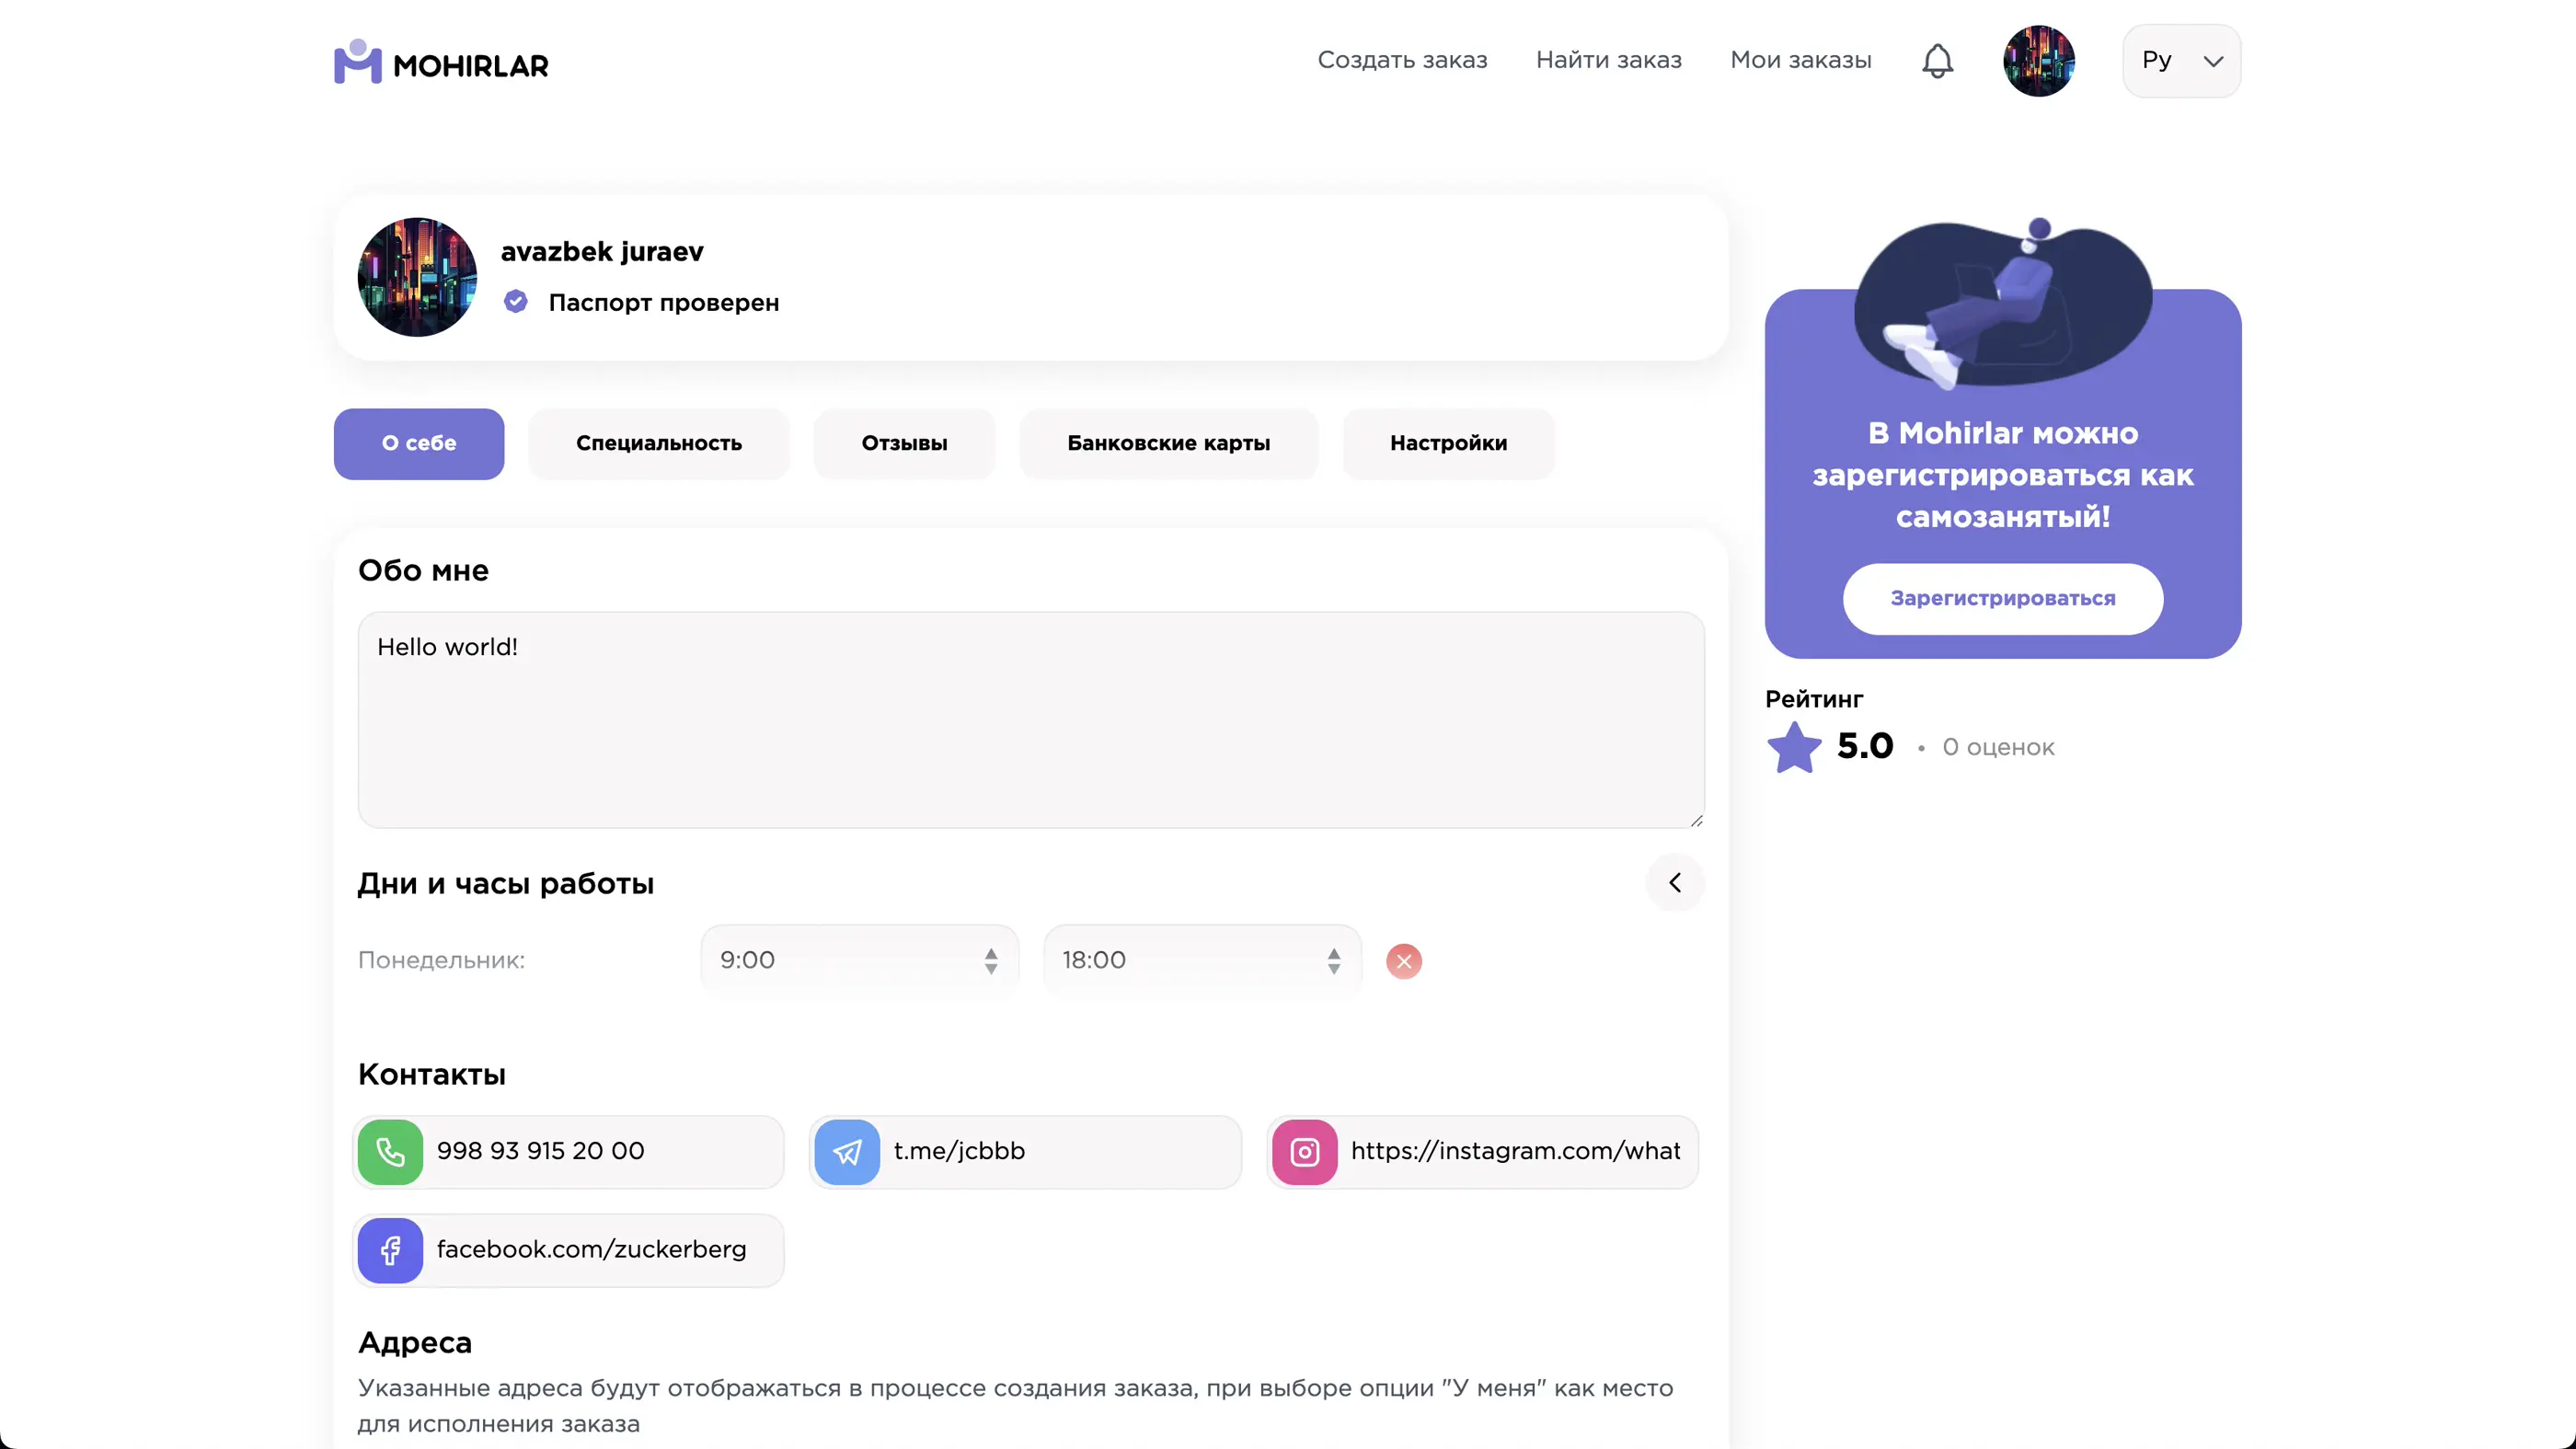 MOHIRLAR
Создать заказ
Найти заказ
Мои заказы
Ру
avazbek juraev
Паспорт проверен
О себе
Специальность
Отзывы
Банковские карты
Настройки
Обо мне
Hello world!
Дни и часы работы
Понедельник:
9:00
18:00
Контакты
998 93 915 20 00
t.me/jcbbb
https://instagram.com/what
facebook.com/zuckerberg
Адреса
Указанные адреса будут отображаться в процессе создания заказа, при выборе опции "У меня" как место
для исполнения заказа
В Mohirlar можно
зарегистрироваться как
самозанятый!
Зарегистрироваться
Рейтинг
5.0 • 0 оценок